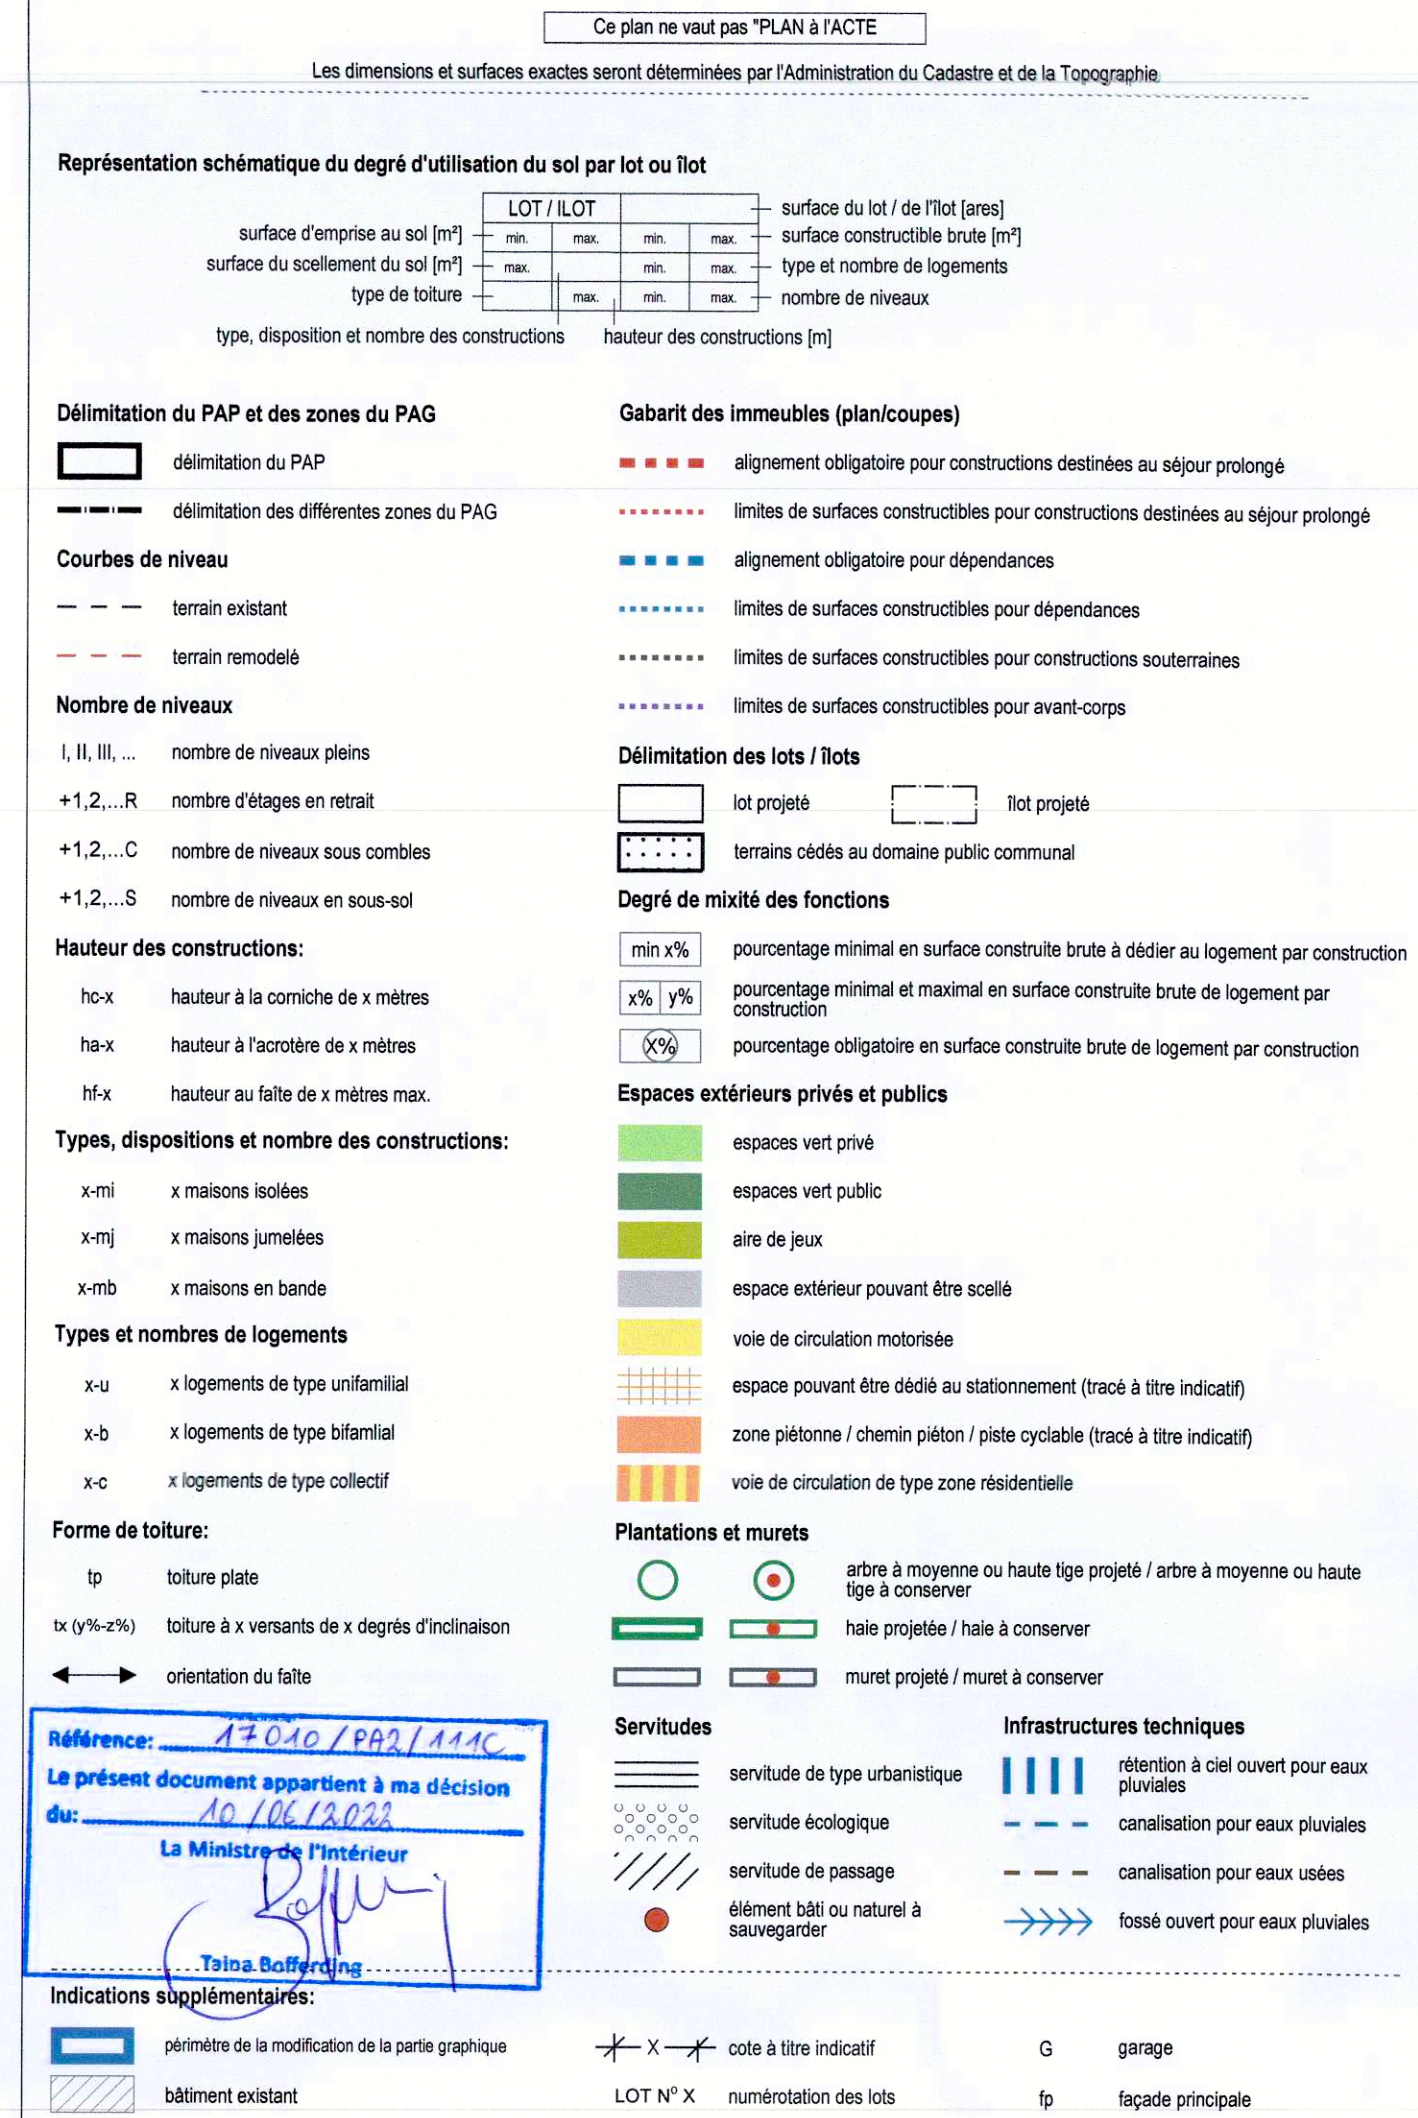 Ce plan ne vaut pas "PLAN à l'ACTE
Les dimensions et surfaces exactes seront déterminées par l'Administration du Cadastre et de la Topographie
Représentation schématique du degré d'utilisation du sol par lot ou îlot
LOT / ILOT
surface du lot / de l'îlot [ares]
surface d'emprise au sol [m²] min. max. min. max. surface constructible brute [m²]
surface du scellement du sol [m²] max. min. max. type et nombre de logements
type de toiture max. min. max. nombre de niveaux
type, disposition et nombre des constructions hauteur des constructions [m]
Délimitation du PAP et des zones du PAG
délimitation du PAP
délimitation des différentes zones du PAG
Courbes de niveau
terrain existant
terrain remodelé
Nombre de niveaux
I, II, III, ... nombre de niveaux pleins
+1,2,...R nombre d'étages en retrait
+1,2,...C nombre de niveaux sous combles
+1,2,...S nombre de niveaux en sous-sol
Hauteur des constructions:
hc-x hauteur à la corniche de x mètres
ha-x hauteur à l'acrotère de x mètres
hf-x hauteur au faîte de x mètres max.
Types, dispositions et nombre des constructions:
x-mi x maisons isolées
x-mj x maisons jumelées
x-mb x maisons en bande
Types et nombres de logements
x-u x logements de type unifamilial
x-b x logements de type bifamlial
x-c x logements de type collectif
Forme de toiture:
tp toiture plate
tx (y%-z%) toiture à x versants de x degrés d'inclinaison
orientation du faîte
Gabarit des immeubles (plan/coupes)
alignement obligatoire pour constructions destinées au séjour prolongé
limites de surfaces constructibles pour constructions destinées au séjour prolongé
alignement obligatoire pour dépendances
limites de surfaces constructibles pour dépendances
limites de surfaces constructibles pour constructions souterraines
limites de surfaces constructibles pour avant-corps
Délimitation des lots / îlots
lot projeté îlot projeté
terrains cédés au domaine public communal
Degré de mixité des fonctions
min x% pourcentage minimal en surface construite brute à dédier au logement par construction
x% y% pourcentage minimal et maximal en surface construite brute de logement par
construction
X% pourcentage obligatoire en surface construite brute de logement par construction
Espaces extérieurs privés et publics
espaces vert privé
espaces vert public
aire de jeux
espace extérieur pouvant être scellé
voie de circulation motorisée
espace pouvant être dédié au stationnement (tracé à titre indicatif)
zone piétonne / chemin piéton / piste cyclable (tracé à titre indicatif)
voie de circulation de type zone résidentielle
Plantations et murets
arbre à moyenne ou haute tige projeté / arbre à moyenne ou haute
tige à conserver
haie projetée / haie à conserver
muret projeté / muret à conserver
Référence: 17010/PA2/111C
Le présent document appartient à ma décision
du: 10/06/2022
La Ministre de l'Intérieur
Taina Bofferding
Servitudes
servitude de type urbanistique
servitude écologique
servitude de passage
élément bâti ou naturel à
sauvegarder
Infrastructures techniques
rétention à ciel ouvert pour eaux
pluviales
canalisation pour eaux pluviales
canalisation pour eaux usées
fossé ouvert pour eaux pluviales
Indications supplémentaires:
périmètre de la modification de la partie graphique
X cote à titre indicatif
G garage
bâtiment existant
LOT Nº X numérotation des lots
fp façade principale